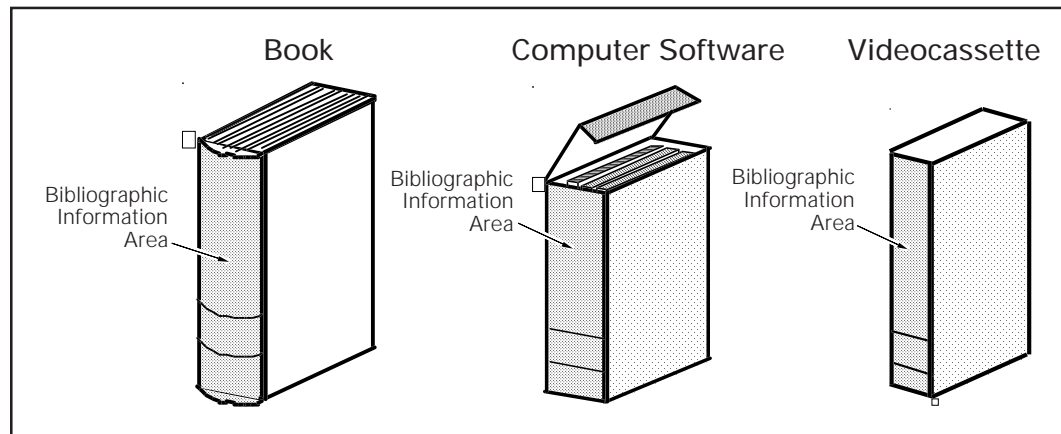 Book
Computer Software
Videocassette
Bibliographic
Information
Area
Bibliographic
Information
Area
Bibliographic
Information
Area